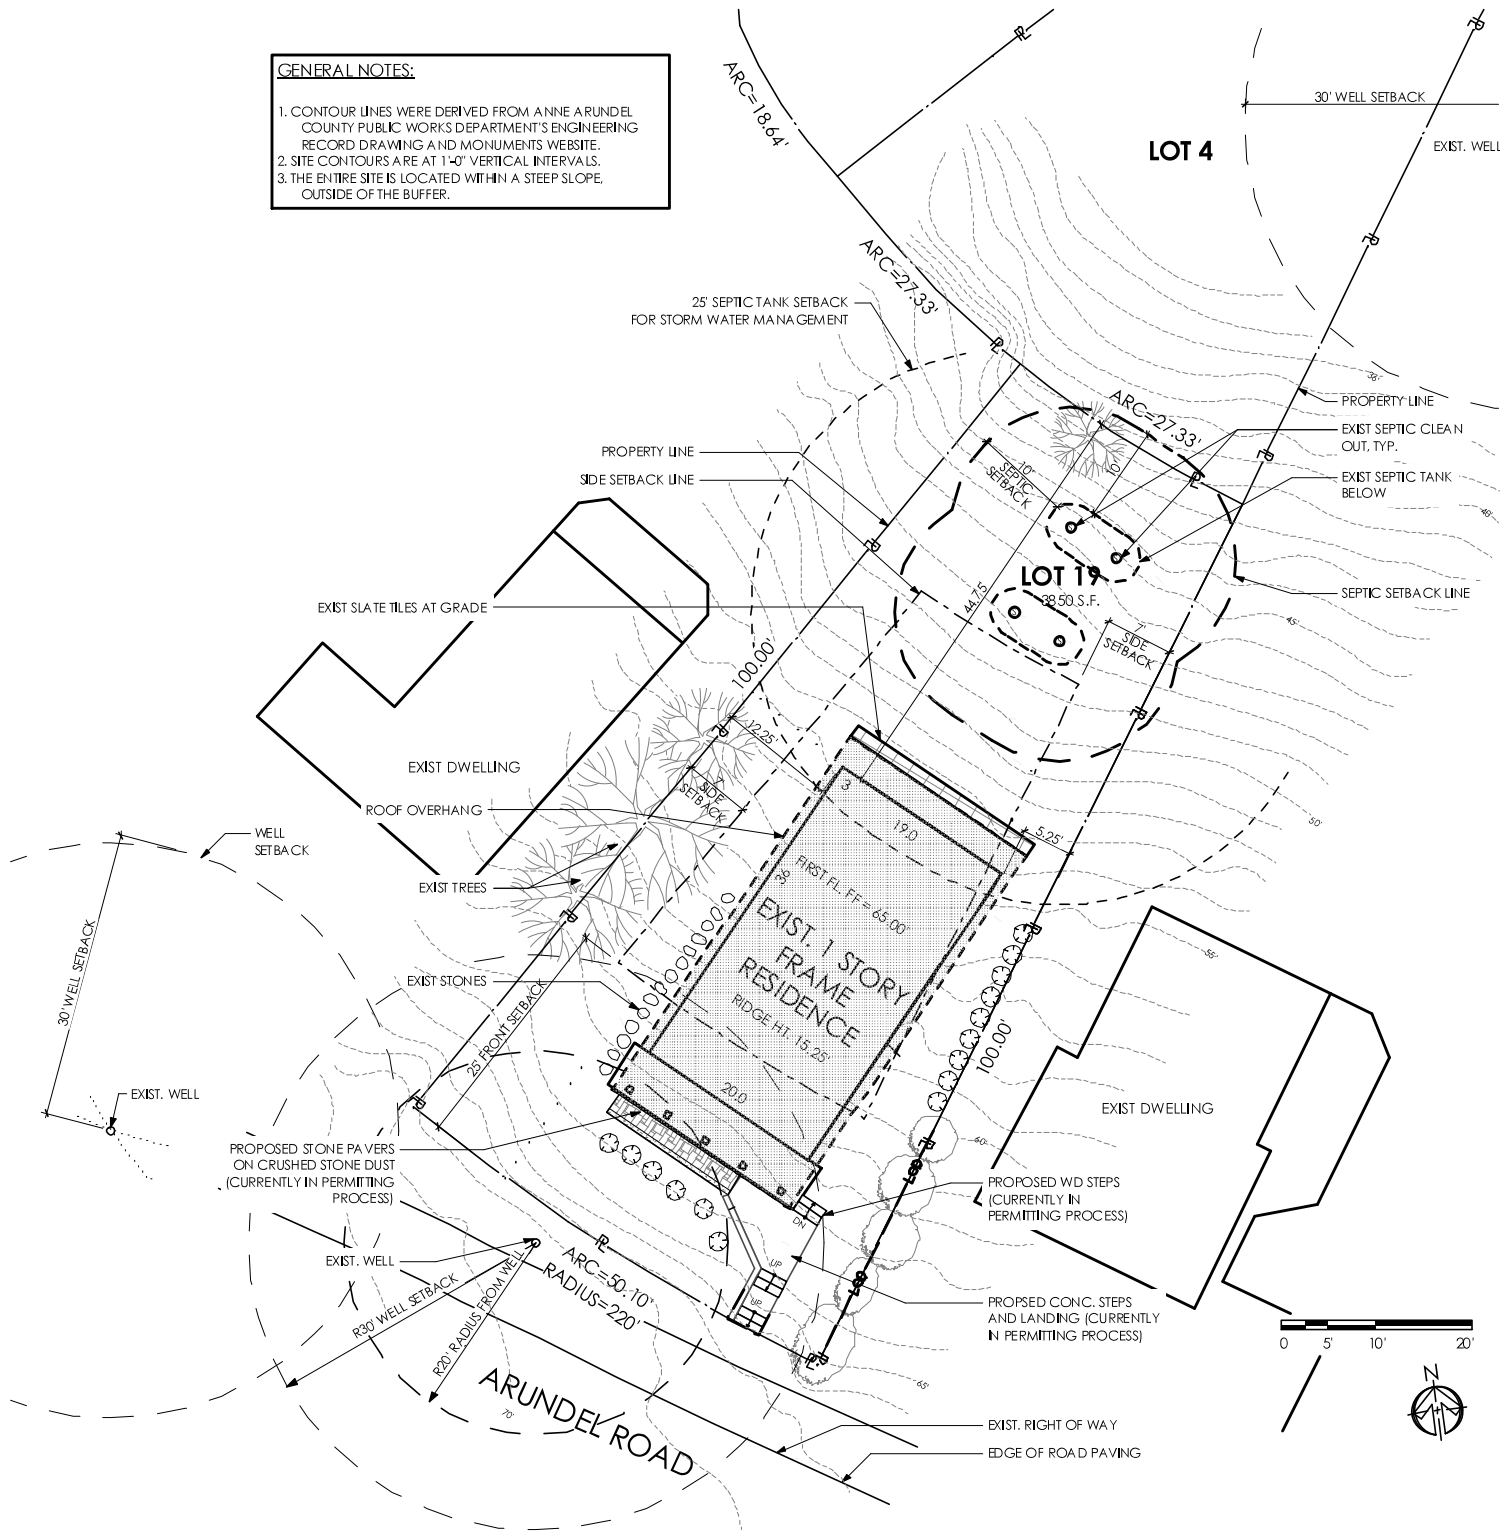 GENERAL NOTES:
1. CONTOUR LINES WERE DERIVED FROM ANNE ARUNDEL
COUNTY PUBLIC WORKS DEPARTMENT'S ENGINEERING
RECORD DRAWING AND MONUMENTS WEBSITE.
2. SITE CONTOURS ARE AT 1'-0" VERTICAL INTERVALS.
3. THE ENTIRE SITE IS LOCATED WITHIN A STEEP SLOPE,
OUTSIDE OF THE BUFFER.
ARC=18.64'
30' WELL SETBACK
LOT 4
EXIST. WELL
ARC=27.33'
25' SEPTIC TANK SETBACK
FOR STORM WATER MANAGEMENT
36'
ARC=27.33'
PROPERTY LINE
EXIST SEPTIC CLEAN
OUT, TYP.
EXIST SEPTIC TANK
BELOW
40'
PROPERTY LINE
SIDE SETBACK LINE
10'
SEPTIC
SETBACK
10'
LOT 19
3850 S.F.
44.75
SEPTIC SETBACK LINE
45'
7'
SIDE
SETBACK
EXIST SLATE TILES AT GRADE
100.00'
12.25'
EXIST DWELLING
7'
SIDE
SETBACK
ROOF OVERHANG
3
19.0
5.25'
50'
WELL
SETBACK
EXIST TREES
36
FIRST FL. FF = 65.00'
EXIST. 1 STORY
FRAME
RESIDENCE
RIDGE HT. 15.25'
55'
30' WELL SETBACK
EXIST STONES
25' FRONT SETBACK
100.00'
20.0
EXIST. WELL
EXIST DWELLING
60'
PROPOSED STONE PAVERS
ON CRUSHED STONE DUST
(CURRENTLY IN PERMITTING
PROCESS)
PROPOSED WD STEPS
(CURRENTLY IN
PERMITTING PROCESS)
DN
UP
UP
EXIST. WELL
R30' WELL SETBACK
R20' RADIUS FROM WELL
ARC=50.10'
RADIUS=220'
PROPSED CONC. STEPS
AND LANDING (CURRENTLY
IN PERMITTING PROCESS)
0 5' 10' 20'
N
65'
70'
ARUNDEL ROAD
EXIST. RIGHT OF WAY
EDGE OF ROAD PAVING